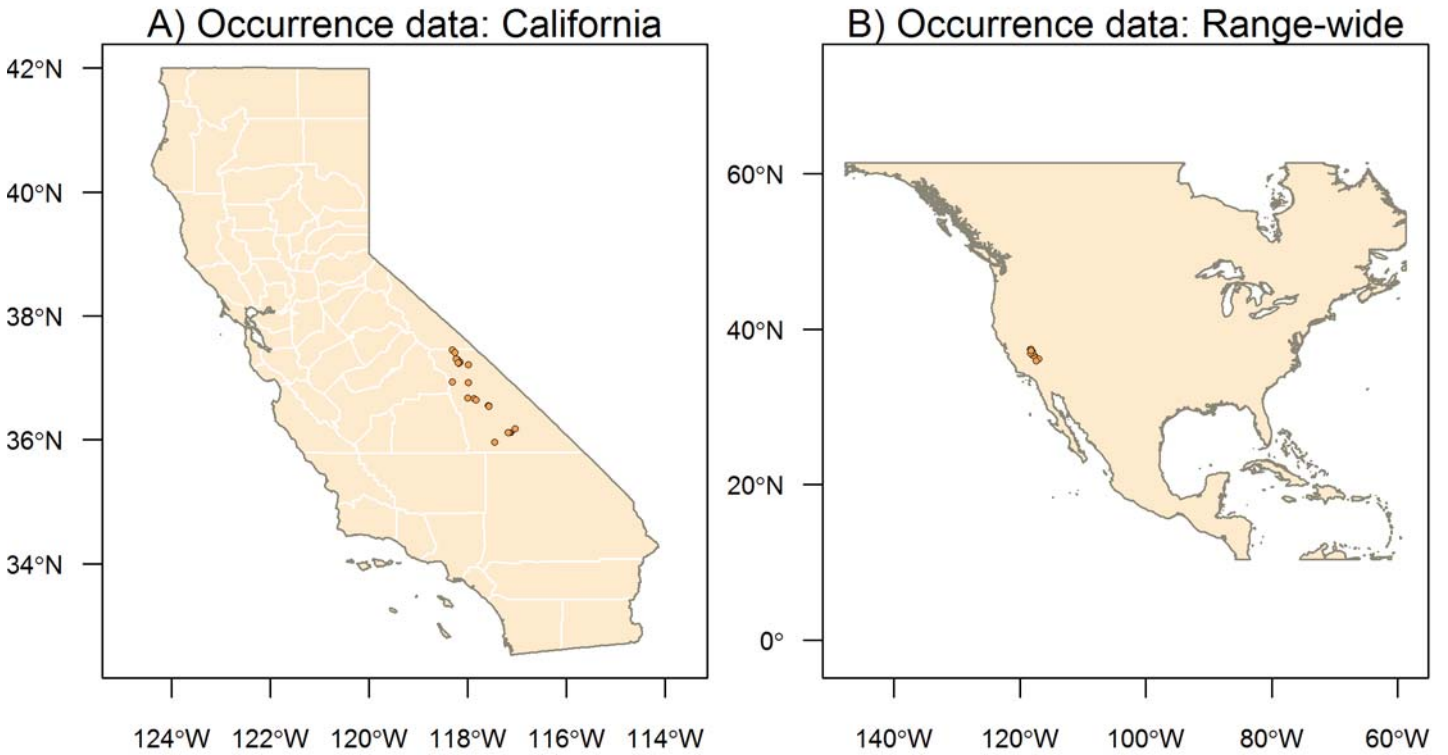 A) Occurrence data: California
42°N
40°N
38°N
36°N
34°N
124°W 122°W 120°W 118°W 116°W 114°W
B) Occurrence data: Range-wide
60°N
40°N
20°N
0°
140°W 120°W 100°W 80°W 60°W